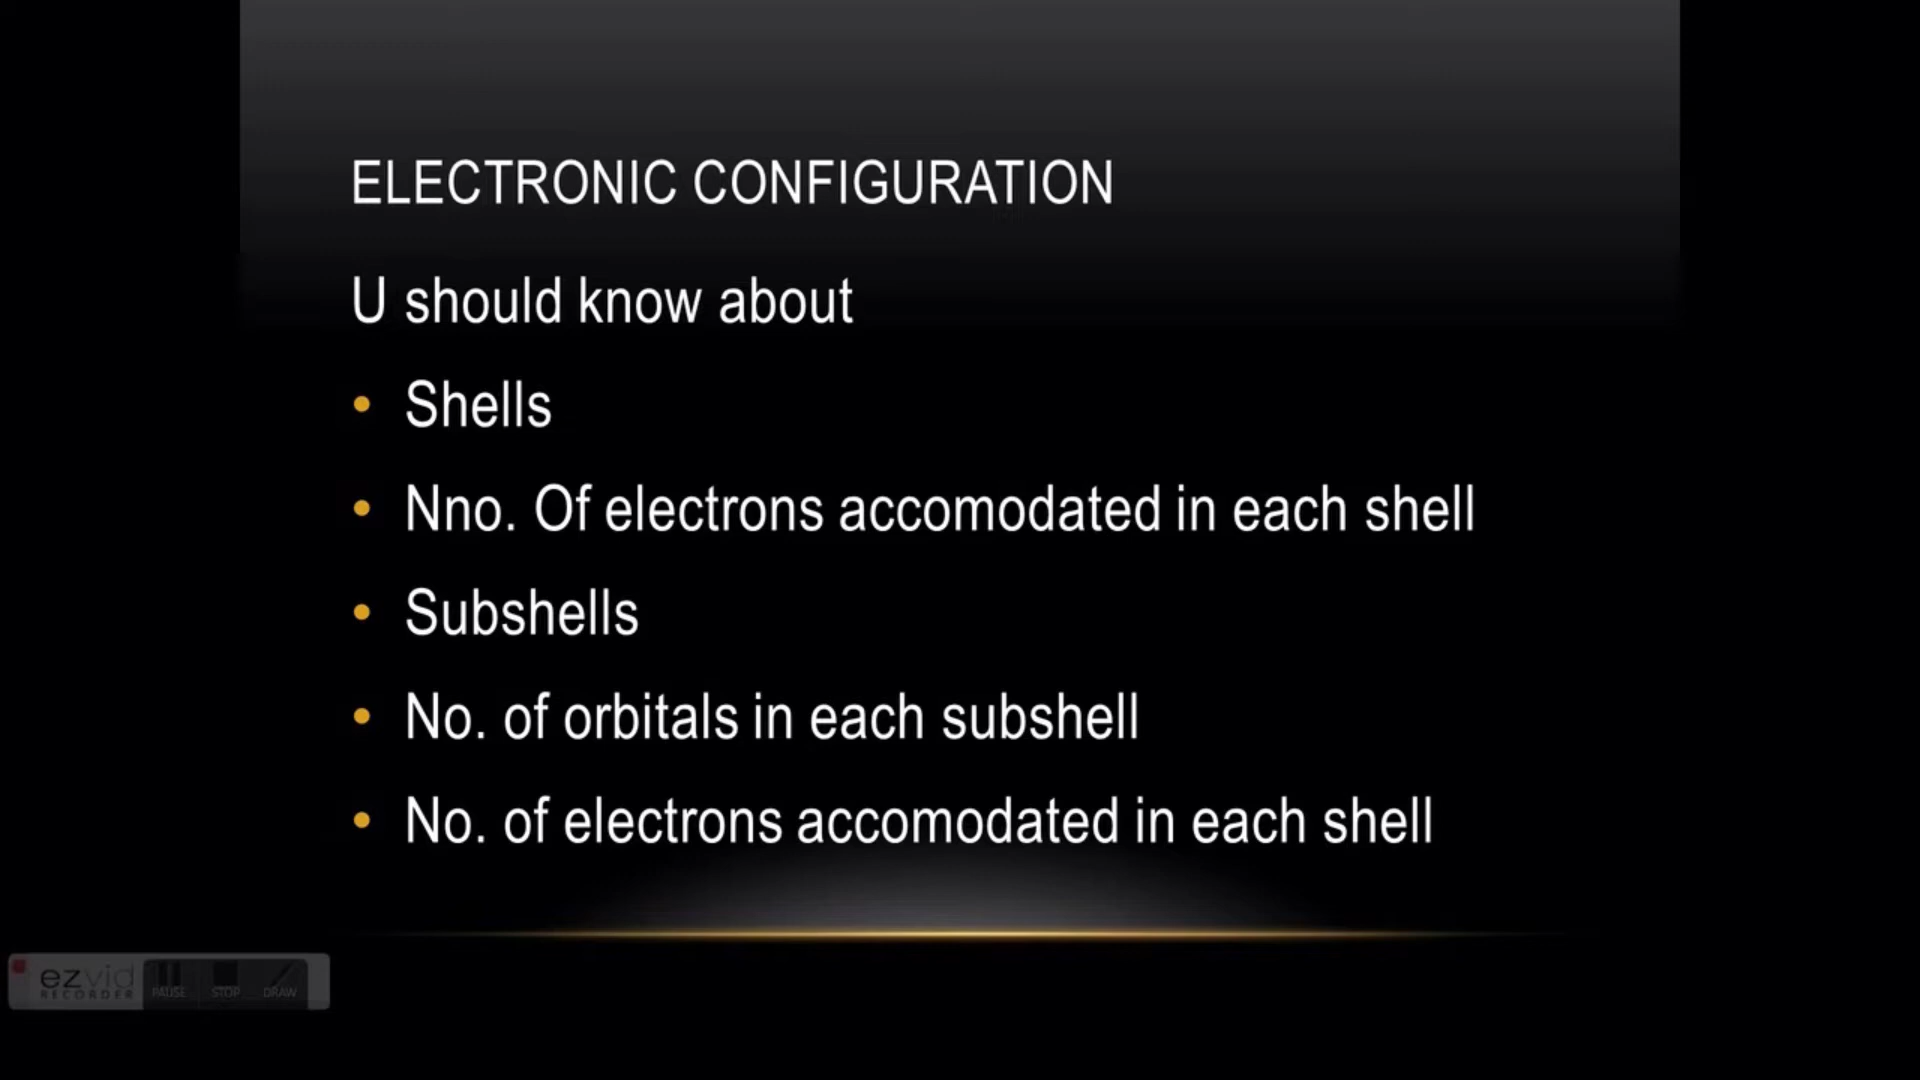 ELECTRONIC CONFIGURATION
U should know about
• Shells
• Nno. Of electrons accomodated in each shell
• Subshells
• No. of orbitals in each subshell
• No. of electrons accomodated in each shell
ezvid
RECORDER
PAUSE STOP DRAW